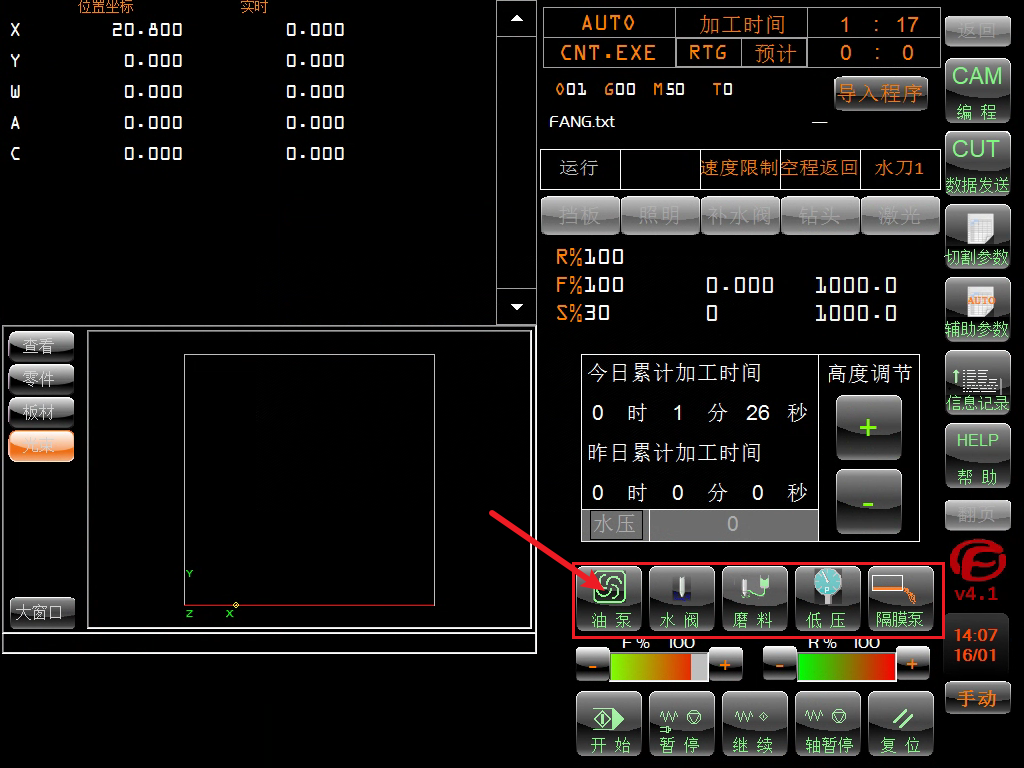 位置坐标 实时
X 20.800 0.000
Y 0.000 0.000
W 0.000 0.000
A 0.000 0.000
C 0.000 0.000
查看
零件
板材
光束
大窗口
Y
Z X
AUTO 加工时间 1 : 17
CNT.EXE RTG 预计 0 : 0
O01 G00 M50 T0
导入程序
FANG.txt —
运行 速度限制 空程返回 水刀1
挡板 照明 补水阀 钻头 激光
R%100
F%100 0.000 1000.0
S%30 0 1000.0
今日累计加工时间
0 时 1 分 26 秒
昨日累计加工时间
0 时 0 分 0 秒
水压 0
高度调节
+
-
油泵 水阀 磨料 低压 隔膜泵
F% 100 R% 100
- + - +
开始 暂停 继续 轴暂停 复位
返回
CAM
编程
CUT
数据发送
切割参数
AUTO
辅助参数
信息记录
HELP
帮助
翻页
v4.1
14:07
16/01
手动